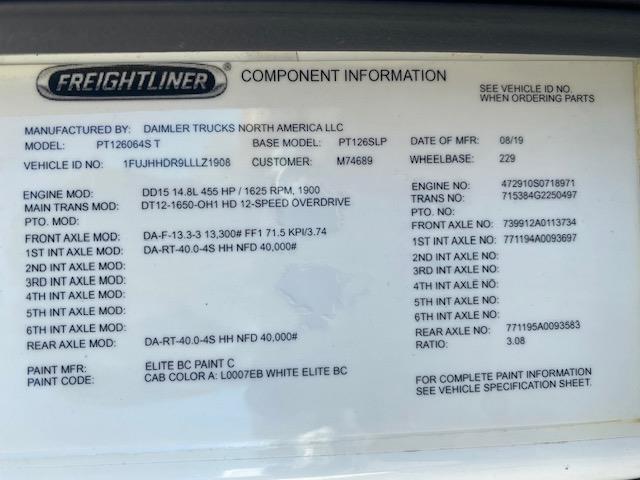 FREIGHTLINER® COMPONENT INFORMATION
SEE VEHICLE ID NO.
WHEN ORDERING PARTS
MANUFACTURED BY: DAIMLER TRUCKS NORTH AMERICA LLC
MODEL: PT126064S T BASE MODEL: PT126SLP DATE OF MFR: 08/19
VEHICLE ID NO: 1FUJHHDR9LLLZ1908 CUSTOMER: M74689 WHEELBASE: 229
ENGINE MOD: DD15 14.8L 455 HP / 1625 RPM, 1900 ENGINE NO: 472910S0718971
MAIN TRANS MOD: DT12-1650-OH1 HD 12-SPEED OVERDRIVE TRANS NO: 715384G2250497
PTO. MOD: PTO. NO:
FRONT AXLE MOD: DA-F-13.3-3 13,300# FF1 71.5 KPI/3.74 FRONT AXLE NO: 739912A0113734
1ST INT AXLE MOD: DA-RT-40.0-4S HH NFD 40,000# 1ST INT AXLE NO: 771194A0093697
2ND INT AXLE MOD: 2ND INT AXLE NO:
3RD INT AXLE MOD: 3RD INT AXLE NO:
4TH INT AXLE MOD: 4TH INT AXLE NO:
5TH INT AXLE MOD: 5TH INT AXLE NO:
6TH INT AXLE MOD: 6TH INT AXLE NO:
REAR AXLE MOD: DA-RT-40.0-4S HH NFD 40,000# REAR AXLE NO: 771195A0093583
RATIO: 3.08
PAINT MFR: ELITE BC PAINT C
PAINT CODE: CAB COLOR A: L0007EB WHITE ELITE BC
FOR COMPLETE PAINT INFORMATION
SEE VEHICLE SPECIFICATION SHEET.